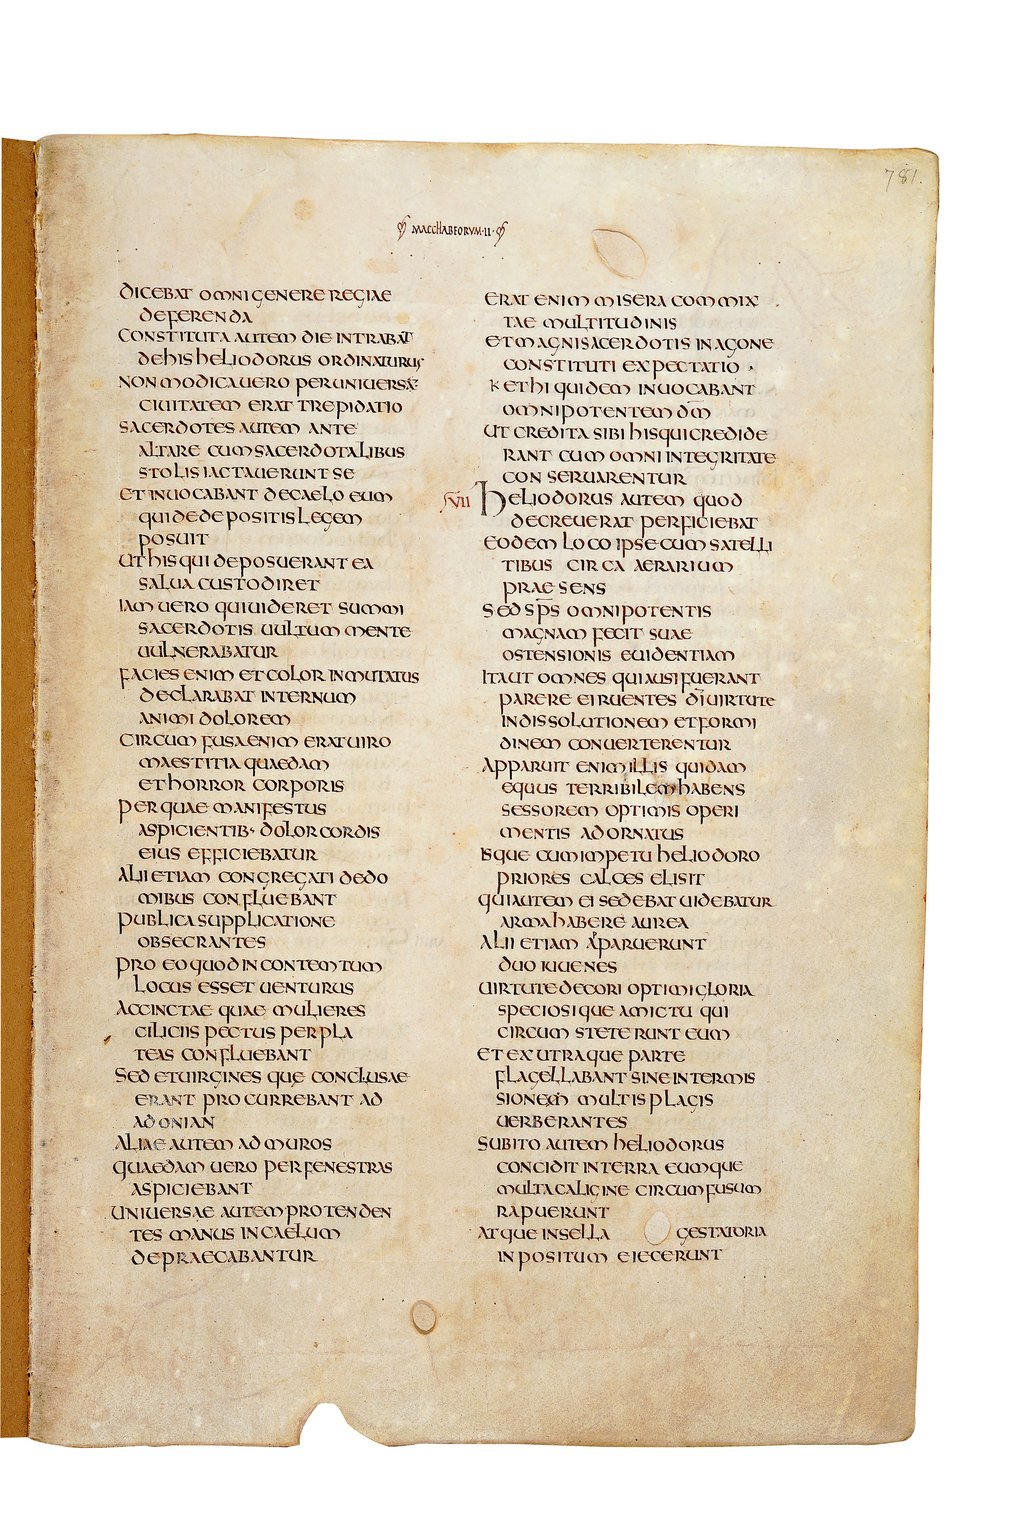 781.
MACCHABEORVM·II·
DICEBAT OMNI GENERE REGIAE
DEFERENDA
CONSTITUTA AUTEM DIE INTRABAT
DE HIS HELIODORUS ORDINATURUS
NON MODICA UERO PER UNIUERSA
CIUITATEM ERAT TREPIDATIO
SACERDOTES AUTEM ANTE
ALTARE CUM SACERDOTALIBUS
STOLIS IACTAUERUNT SE
ET INUOCABANT DE CAELO EUM
QUI DE DEPOSITIS LEGEM
POSUIT
UT HIS QUI DEPOSUERANT EA
SALUA CUSTODIRET
IAM UERO QUI UIDERET SUMMI
SACERDOTIS UULTUM MENTE
UULNERABATUR
FACIES ENIM ET COLOR INMUTATUS
DECLARABAT INTERNUM
ANIMI DOLOREM
CIRCUMFUSA ENIM ERAT UIRO
MAESTITIA QUAEDAM
ET HORROR CORPORIS
PER QUAE MANIFESTUS
ASPICIENTIB· DOLOR CORDIS
EIUS EFFICIEBATUR
ALII ETIAM CONGREGATI DE DO
MIBUS CONFLUEBANT
PUBLICA SUPPLICATIONE
OBSECRANTES
PRO EO QUOD IN CONTEMTUM
LOCUS ESSET UENTURUS
ACCINCTAE QUAE MULIERES
CILICIIS PECTUS PER PLA
TEAS CONFLUEBANT
SED ET UIRGINES QUE CONCLUSAE
ERANT PROCURREBANT AD
AD ONIAN
ALIAE AUTEM AD MUROS
QUAEDAM UERO PER FENESTRAS
ASPICIEBANT
UNIUERSAE AUTEM PROTENDEN
TES MANUS IN CAELUM
DEPRAECABANTUR
ERAT ENIM MISERA COMMIX
TAE MULTITUDINIS
ET MAGNI SACERDOTIS IN AGONE
CONSTITUTI EXPECTATIO
ET HI QUIDEM INUOCABANT
OMNIPOTENTEM DM
UT CREDITA SIBI HIS QUI CREDIDE
RANT CUM OMNI INTEGRITATE
CONSERUARENTUR
XVII HELIODORUS AUTEM QUOD
DECREUERAT PERFICIEBAT
EODEM LOCO IPSE CUM SATELLI
TIBUS CIRCA AERARIUM
PRAESENS
SED SPS OMNIPOTENTIS
MAGNAM FECIT SUAE
OSTENSIONIS EUIDENTIAM
ITA UT OMNES QUI AUSI FUERANT
PARERE EI RUENTES DI UIRTUTE
IN DISSOLUTIONEM ET FORMI
DINEM CONUERTERENTUR
APPARUIT ENIM ILLIS QUIDAM
EQUUS TERRIBILEM HABENS
SESSOREM OPTIMIS OPERI
MENTIS ADORNATUS
ISQUE CUM IMPETU HELIODORO
PRIORES CALCES ELISIT
QUI AUTEM EI SEDEBAT UIDEBATUR
ARMA HABERE AUREA
ALII ETIAM APPARUERUNT
DUO IUUENES
UIRTUTE DECORI OPTIMI GLORIA
SPECIOSIQUE AMICTU QUI
CIRCUMSTETERUNT EUM
ET EX UTRAQUE PARTE
FLAGELLABANT SINE INTERMIS
SIONEM MULTIS PLAGIS
UERBERANTES
SUBITO AUTEM HELIODORUS
CONCIDIT IN TERRA EUMQUE
MULTA CALIGINE CIRCUMFUSUM
RAPUERUNT
ATQUE IN SELLA GESTATORIA
INPOSITUM EIECERUNT